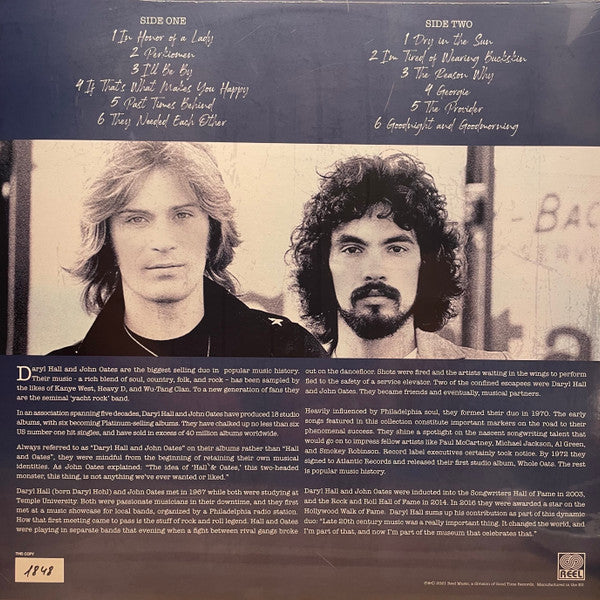 SIDE ONE
1 In Honor of a Lady
2 Perkiomen
3 I'll Be By
4 If That's What Makes You Happy
5 Past Times Behind
6 They Needed Each Other
SIDE TWO
1 Dry in the Sun
2 I'm Tired of Wearing Buckskin
3 The Reason Why
4 Georgie
5 The Provider
6 Goodnight and Goodmorning
BAC
SERV
Daryl Hall and John Oates are the biggest selling duo in popular music history.
Their music - a rich blend of soul, country, folk, and rock - has been sampled by
the likes of Kanye West, Heavy D, and Wu-Tang Clan. To a new generation of fans they
are the seminal 'yacht rock' band.
In an association spanning five decades, Daryl Hall and John Oates have produced 18 studio
albums, with six becoming Platinum-selling albums. They have chalked up no less than six
US number one hit singles, and have sold in excess of 40 million albums worldwide.
Always referred to as "Daryl Hall and John Oates" on their albums rather than "Hall
and Oates", they were mindful from the beginning of retaining their own musical
identities. As John Oates explained: "The idea of 'Hall & Oates,' this two-headed
monster, this thing, is not anything we've ever wanted or liked."
Daryl Hall (born Daryl Hohl) and John Oates met in 1967 while both were studying at
Temple University. Both were passionate musicians in their downtime, and they first
met at a music showcase for local bands, organized by a Philadelphia radio station.
How that first meeting came to pass is the stuff of rock and roll legend. Hall and Oates
were playing in separate bands that evening when a fight between rival gangs broke
out on the dancefloor. Shots were fired and the artists waiting in the wings to perform
fled to the safety of a service elevator. Two of the confined escapees were Daryl Hall
and John Oates. They became friends and eventually, musical partners.
Heavily influenced by Philadelphia soul, they formed their duo in 1970. The early
songs featured in this collection constitute important markers on the road to their
phenomenal success. They shine a spotlight on the nascent songwriting talent that
would go on to impress fellow artists like Paul McCartney, Michael Jackson, Al Green,
and Smokey Robinson. Record label executives certainly took notice. By 1972 they
signed to Atlantic Records and released their first studio album, Whole Oats. The rest
is popular music history.
Daryl Hall and John Oates were inducted into the Songwriters Hall of Fame in 2003,
and the Rock and Roll Hall of Fame in 2014. In 2016 they were awarded a star on the
Hollywood Walk of Fame. Daryl Hall sums up his contribution as part of this dynamic
duo: "Late 20th century music was a really important thing. It changed the world, and
I'm part of that, and now I'm part of the museum that celebrates that."
THIS COPY
1848
REEL
℗&© 2021 Reel Music, a division of Good Time Records. Manufactured in the EU